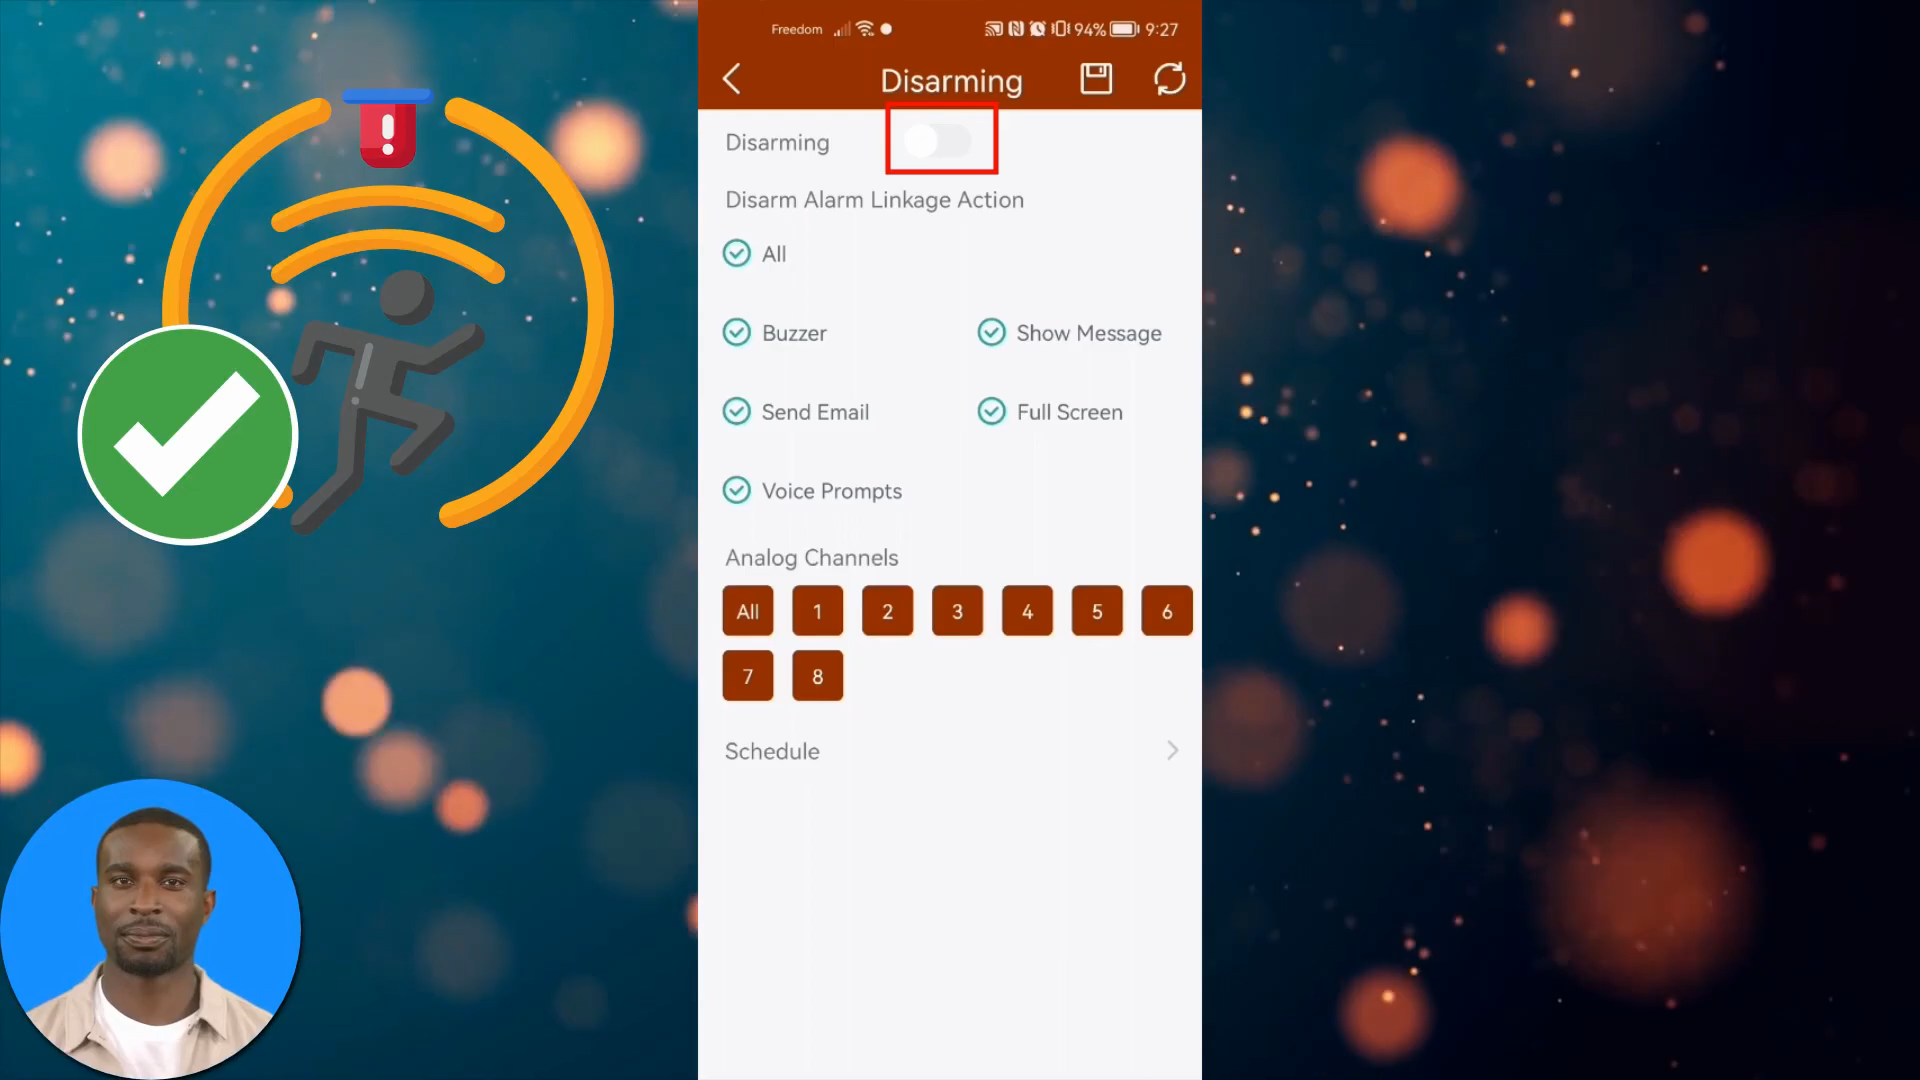 Freedom 94% 9:27
Disarming
Disarming
Disarm Alarm Linkage Action
All
Buzzer Show Message
Send Email Full Screen
Voice Prompts
Analog Channels
All 1 2 3 4 5 6
7 8
Schedule